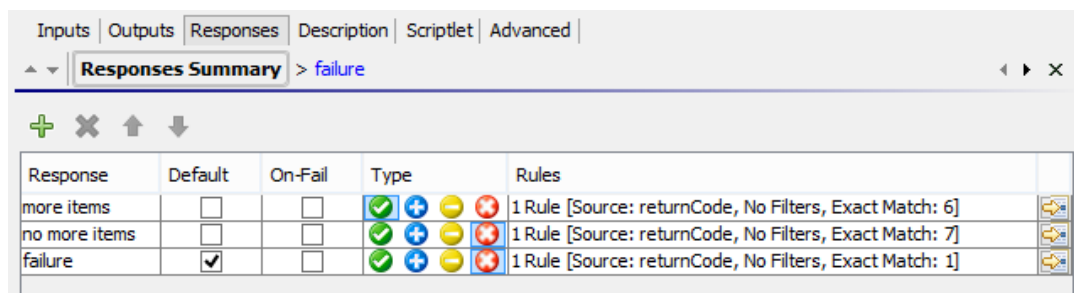 Inputs Outputs Responses Description Scriptlet Advanced
Responses Summary > failure
Response Default On-Fail Type Rules
more items 1 Rule [Source: returnCode, No Filters, Exact Match: 6]
no more items 1 Rule [Source: returnCode, No Filters, Exact Match: 7]
failure 1 Rule [Source: returnCode, No Filters, Exact Match: 1]